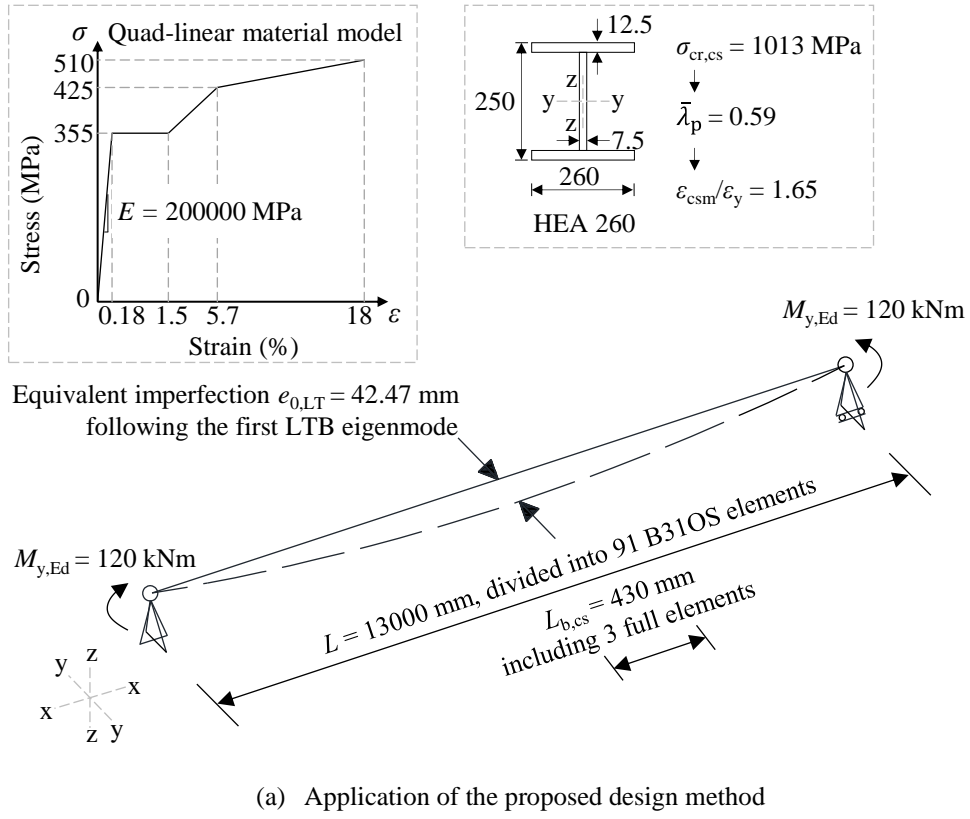 σ Quad-linear material model
510
425
355
Stress (MPa)
E = 200000 MPa
0
0.18 1.5 5.7 18 ε
Strain (%)
12.5
250
z
y y
z
7.5
260
HEA 260
σcr,cs = 1013 MPa
λ̄p = 0.59
εcsm/εy = 1.65
My,Ed = 120 kNm
Equivalent imperfection e0,LT = 42.47 mm
following the first LTB eigenmode
My,Ed = 120 kNm
L = 13000 mm, divided into 91 B31OS elements
Lb,cs = 430 mm
including 3 full elements
z
y
x
x
y
z
(a) Application of the proposed design method